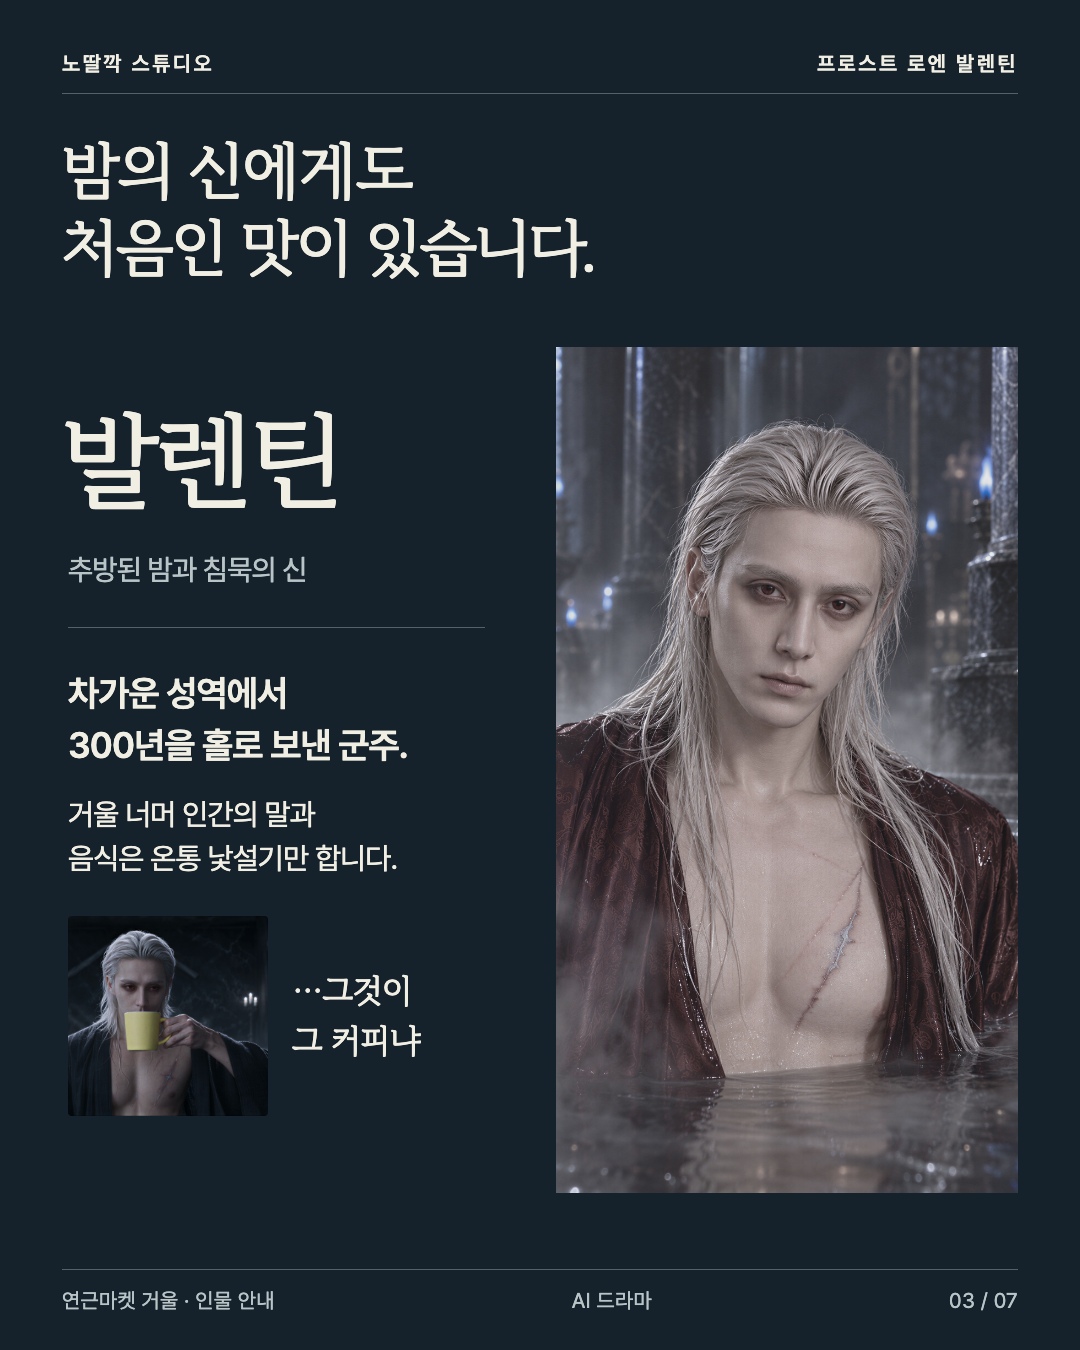 노딸깍 스튜디오
프로스트 로엔 발렌틴
밤의 신에게도
처음인 맛이 있습니다.
발렌틴
추방된 밤과 침묵의 신
차가운 성역에서
300년을 홀로 보낸 군주.
거울 너머 인간의 말과
음식은 온통 낯설기만 합니다.
…그것이
그 커피냐
연근마켓 거울 · 인물 안내
AI 드라마
03 / 07